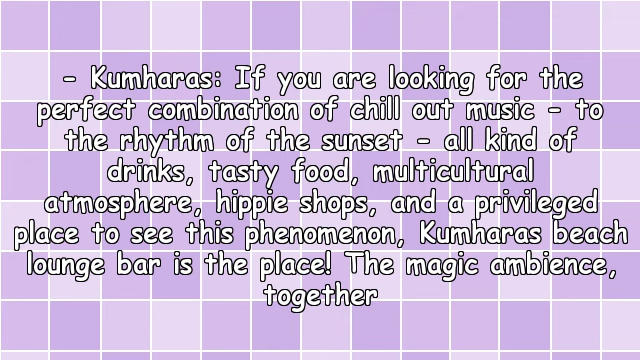 - Kumharas: If you are looking for the
perfect combination of chill out music - to
the rhythm of the sunset - all kind of
drinks, tasty food, multicultural
atmosphere, hippie shops, and a privileged
place to see this phenomenon, Kumharas beach
lounge bar is the place! The magic ambience,
together